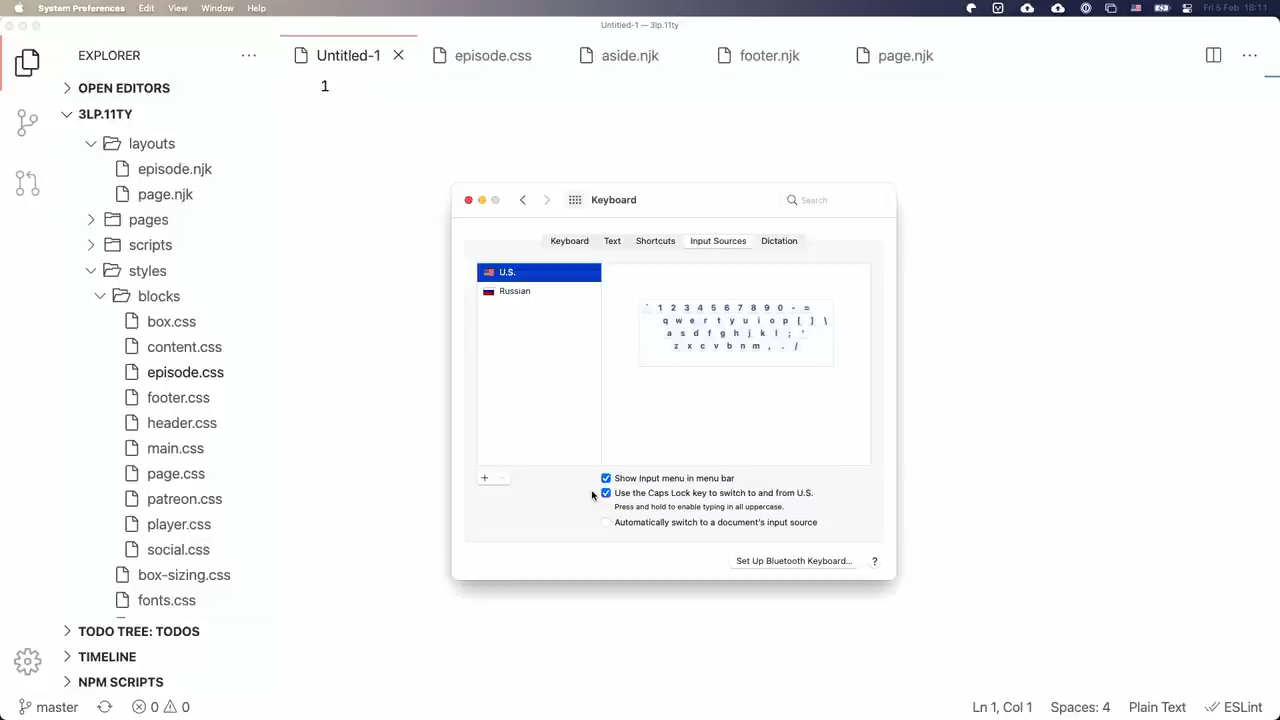 System Preferences Edit View Window Help Fri 5 Feb 18:11
Untitled-1 — 3lp.11ty
EXPLORER
Untitled-1
episode.css
aside.njk
footer.njk
page.njk
1
OPEN EDITORS
3LP.11TY
layouts
episode.njk
page.njk
pages
scripts
styles
blocks
box.css
content.css
episode.css
footer.css
header.css
main.css
page.css
patreon.css
player.css
social.css
box-sizing.css
fonts.css
TODO TREE: TODOS
TIMELINE
NPM SCRIPTS
Keyboard
Search
Keyboard Text Shortcuts Input Sources Dictation
U.S.
Russian
` 1 2 3 4 5 6 7 8 9 0 - =
q w e r t y u i o p [ ] \
a s d f g h j k l ; '
z x c v b n m , . /
+ -
Show Input menu in menu bar
Use the Caps Lock key to switch to and from U.S.
Press and hold to enable typing in all uppercase.
Automatically switch to a document's input source
Set Up Bluetooth Keyboard... ?
master 0 0
Ln 1, Col 1 Spaces: 4 Plain Text ESLint